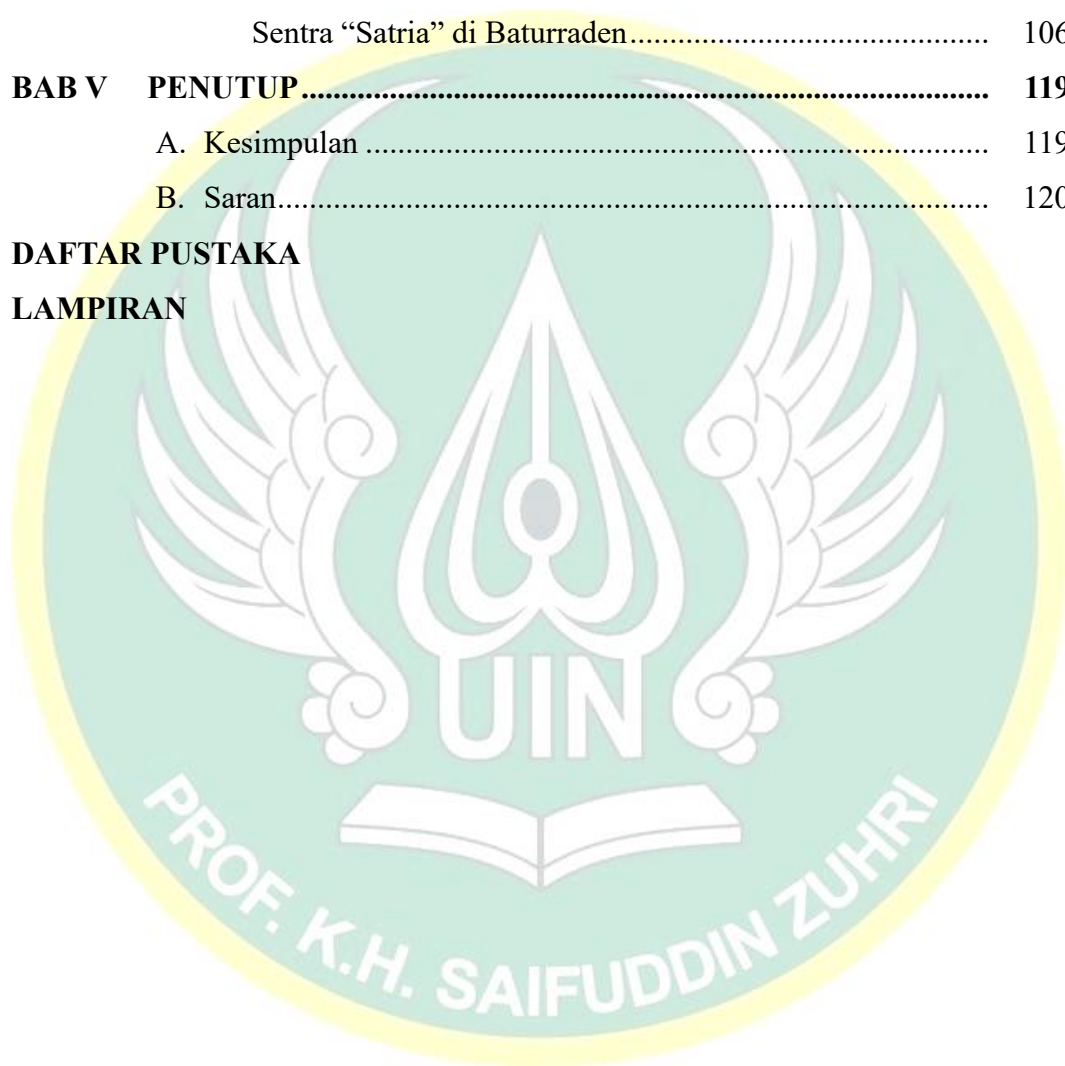 Sentra “Satria” di Baturraden........................................... 106
BAB V PENUTUP.................................................................................... 119
A. Kesimpulan ............................................................................ 119
B. Saran....................................................................................... 120
DAFTAR PUSTAKA
LAMPIRAN
UIN
PROF. K.H. SAIFUDDIN ZUHRI